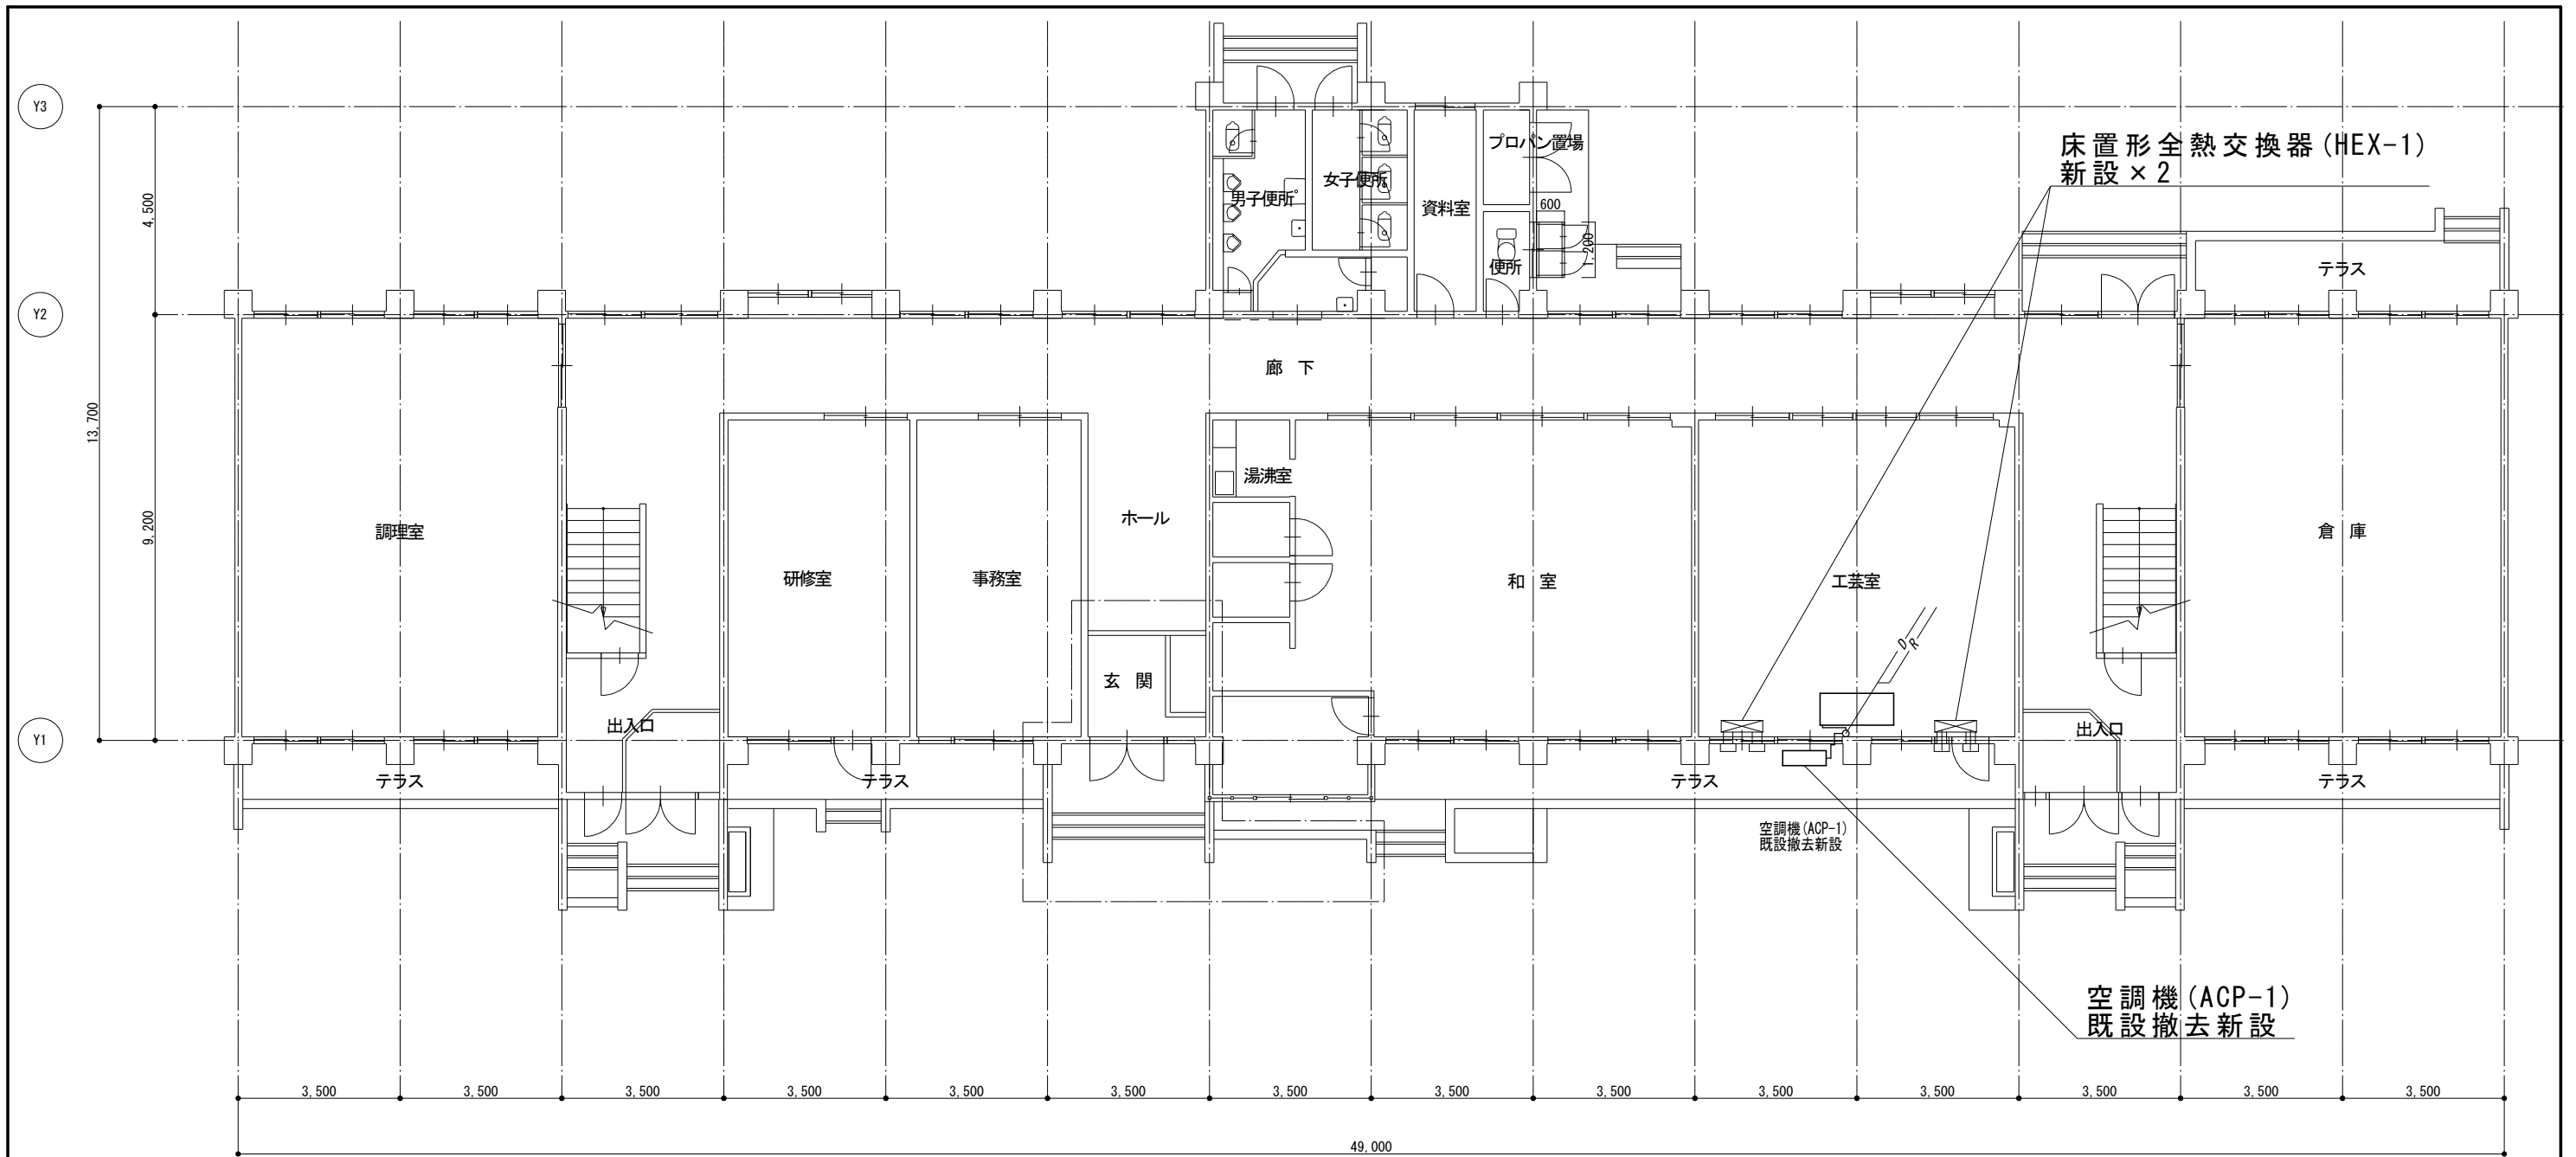 Y3
床置形全熱交換器(HEX-1)
新設×2
プロパン置場
女子便所
男子便所
資料室
600
4,500
1,200
便所
テラス
Y2
廊 下
13,700
湯沸室
ホール
9,200
調理室
倉 庫
研修室
事務室
和 室
工芸室
D
R
玄 関
出入口
出入口
Y1
テラス
テラス
テラス
テラス
空調機(ACP-1)
既設撤去新設
空調機(ACP-1)
既設撤去新設
3,500
3,500
3,500
3,500
3,500
3,500
3,500
3,500
3,500
3,500
3,500
3,500
3,500
3,500
49,000